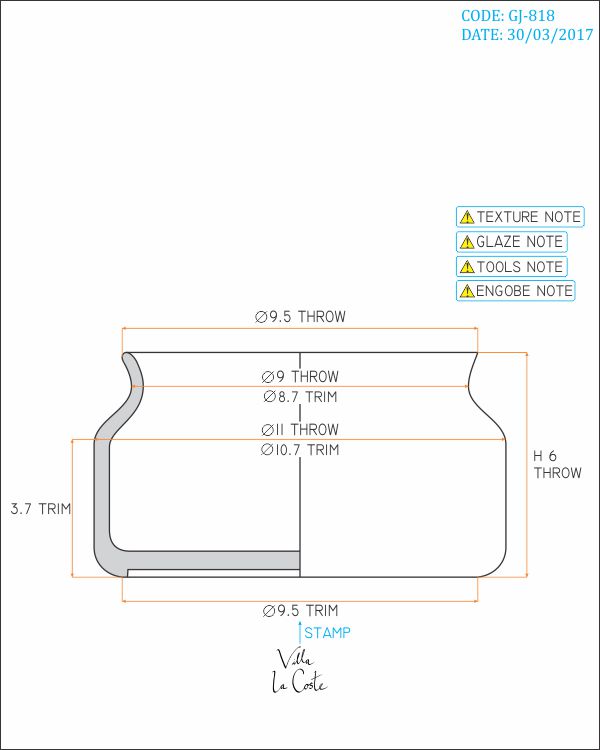 CODE: GJ-818
DATE: 30/03/2017
TEXTURE NOTE
GLAZE NOTE
TOOLS NOTE
ENGOBE NOTE
∅9.5 THROW
∅9 THROW
∅8.7 TRIM
∅11 THROW
∅10.7 TRIM
H 6
THROW
3.7 TRIM
∅9.5 TRIM
STAMP
Villa
La Coste